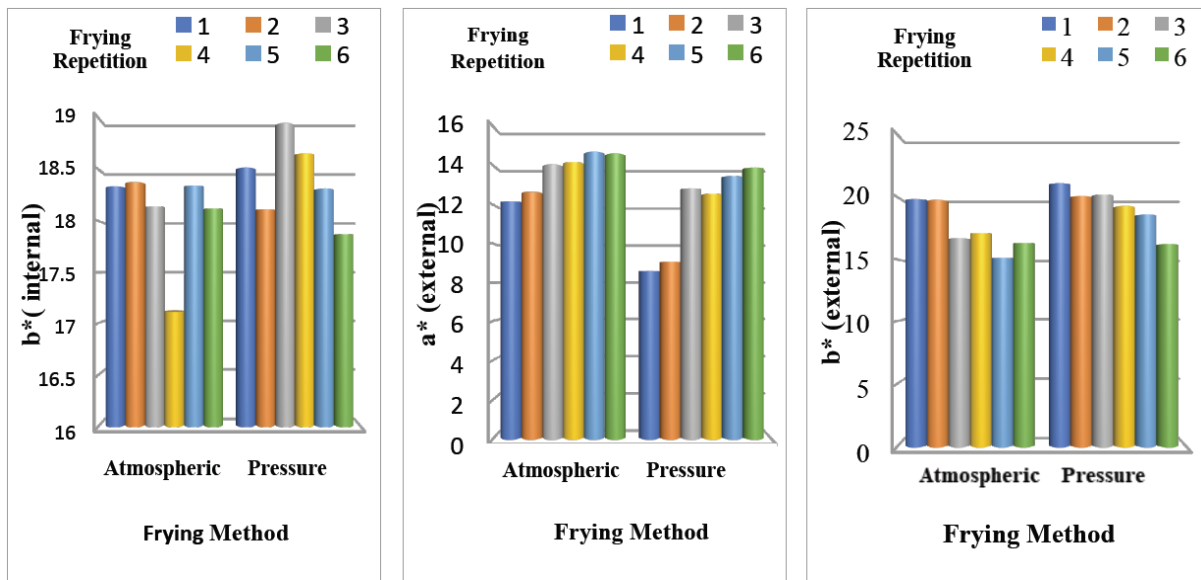 Frying
Repetition
1 2 3
4 5 6
19
18.5
18
17.5
17
16.5
16
b*( internal)
Atmospheric Pressure
Frying Method
Frying
Repetition
1 2 3
4 5 6
16
14
12
10
8
6
4
2
0
a* (external)
Atmospheric Pressure
Frying Method
Frying
Repetition
1 2 3
4 5 6
25
20
15
10
5
0
b* (external)
Atmospheric Pressure
Frying Method